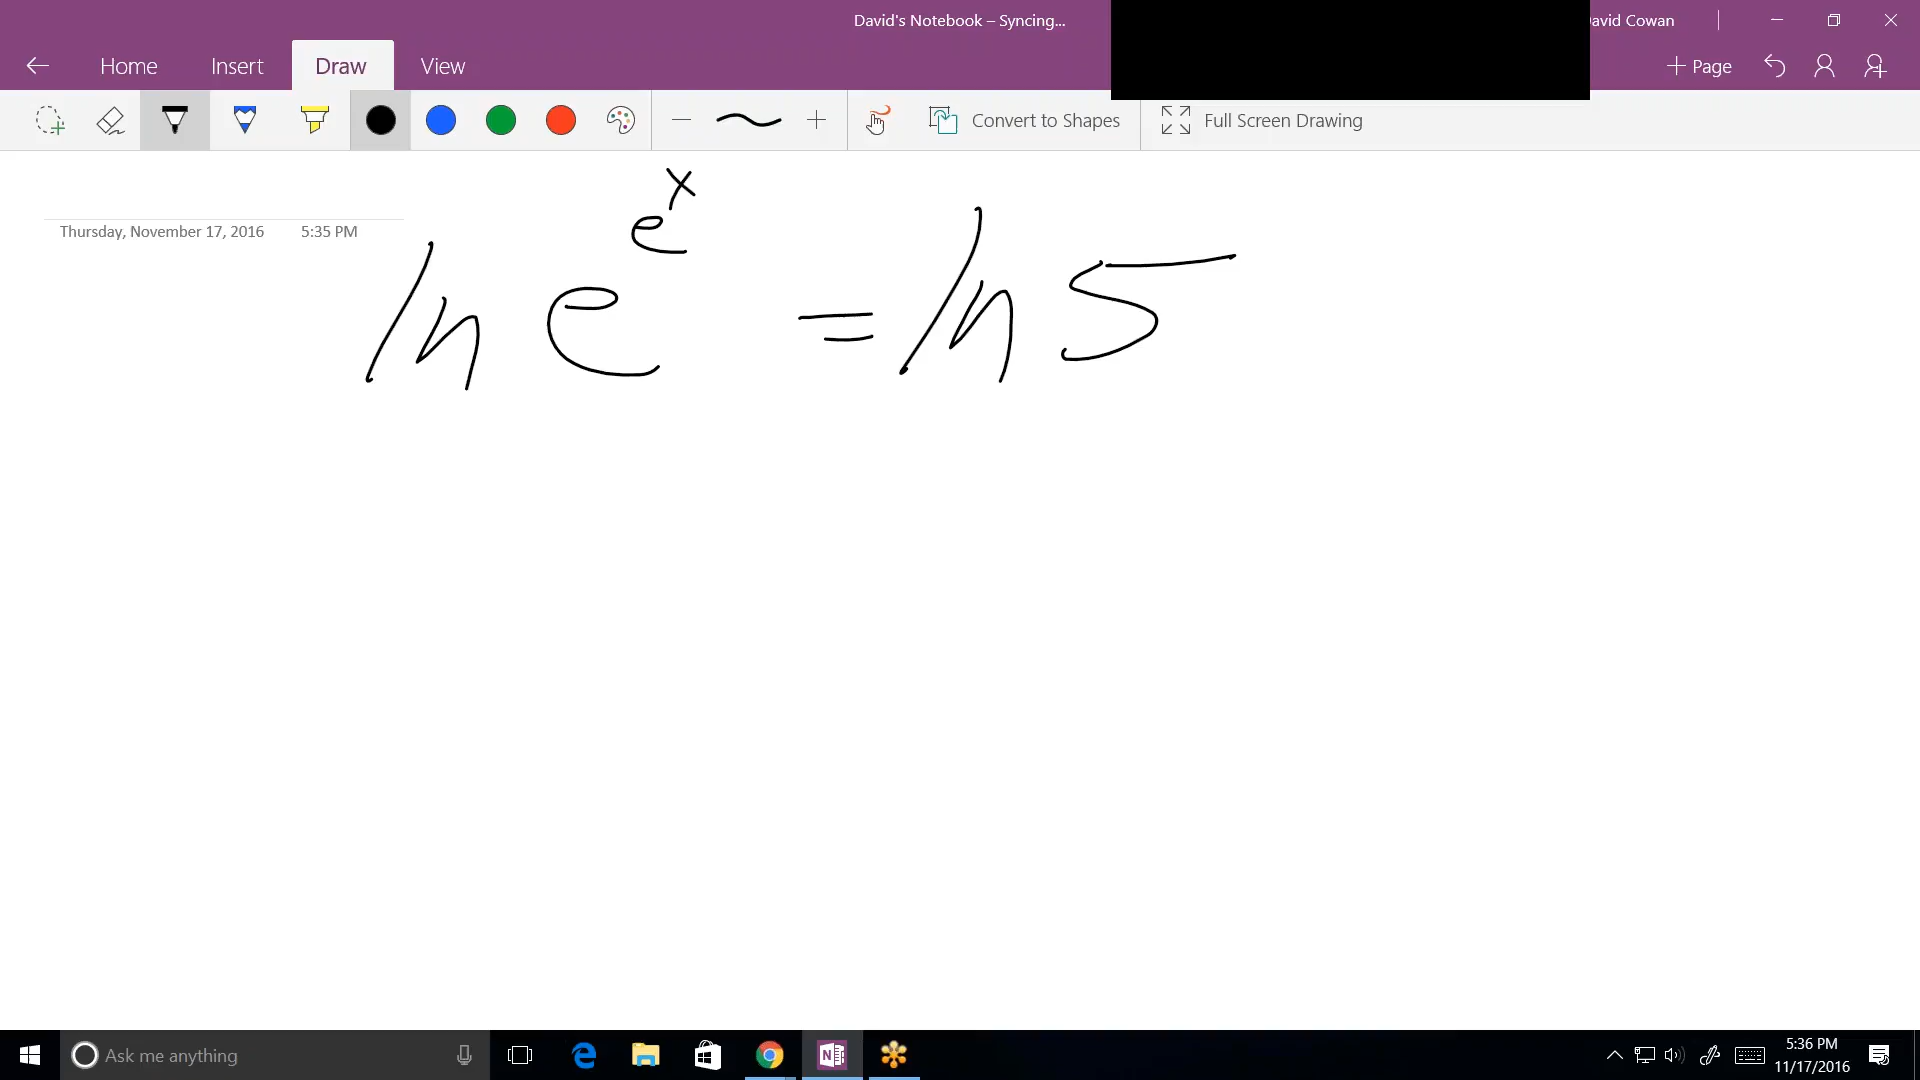 David's Notebook – Syncing...
avid Cowan
Home Insert Draw View
Page
Convert to Shapes
Full Screen Drawing
Thursday, November 17, 2016 5:35 PM
ln e^e^x = ln 5
Ask me anything
5:36 PM
11/17/2016